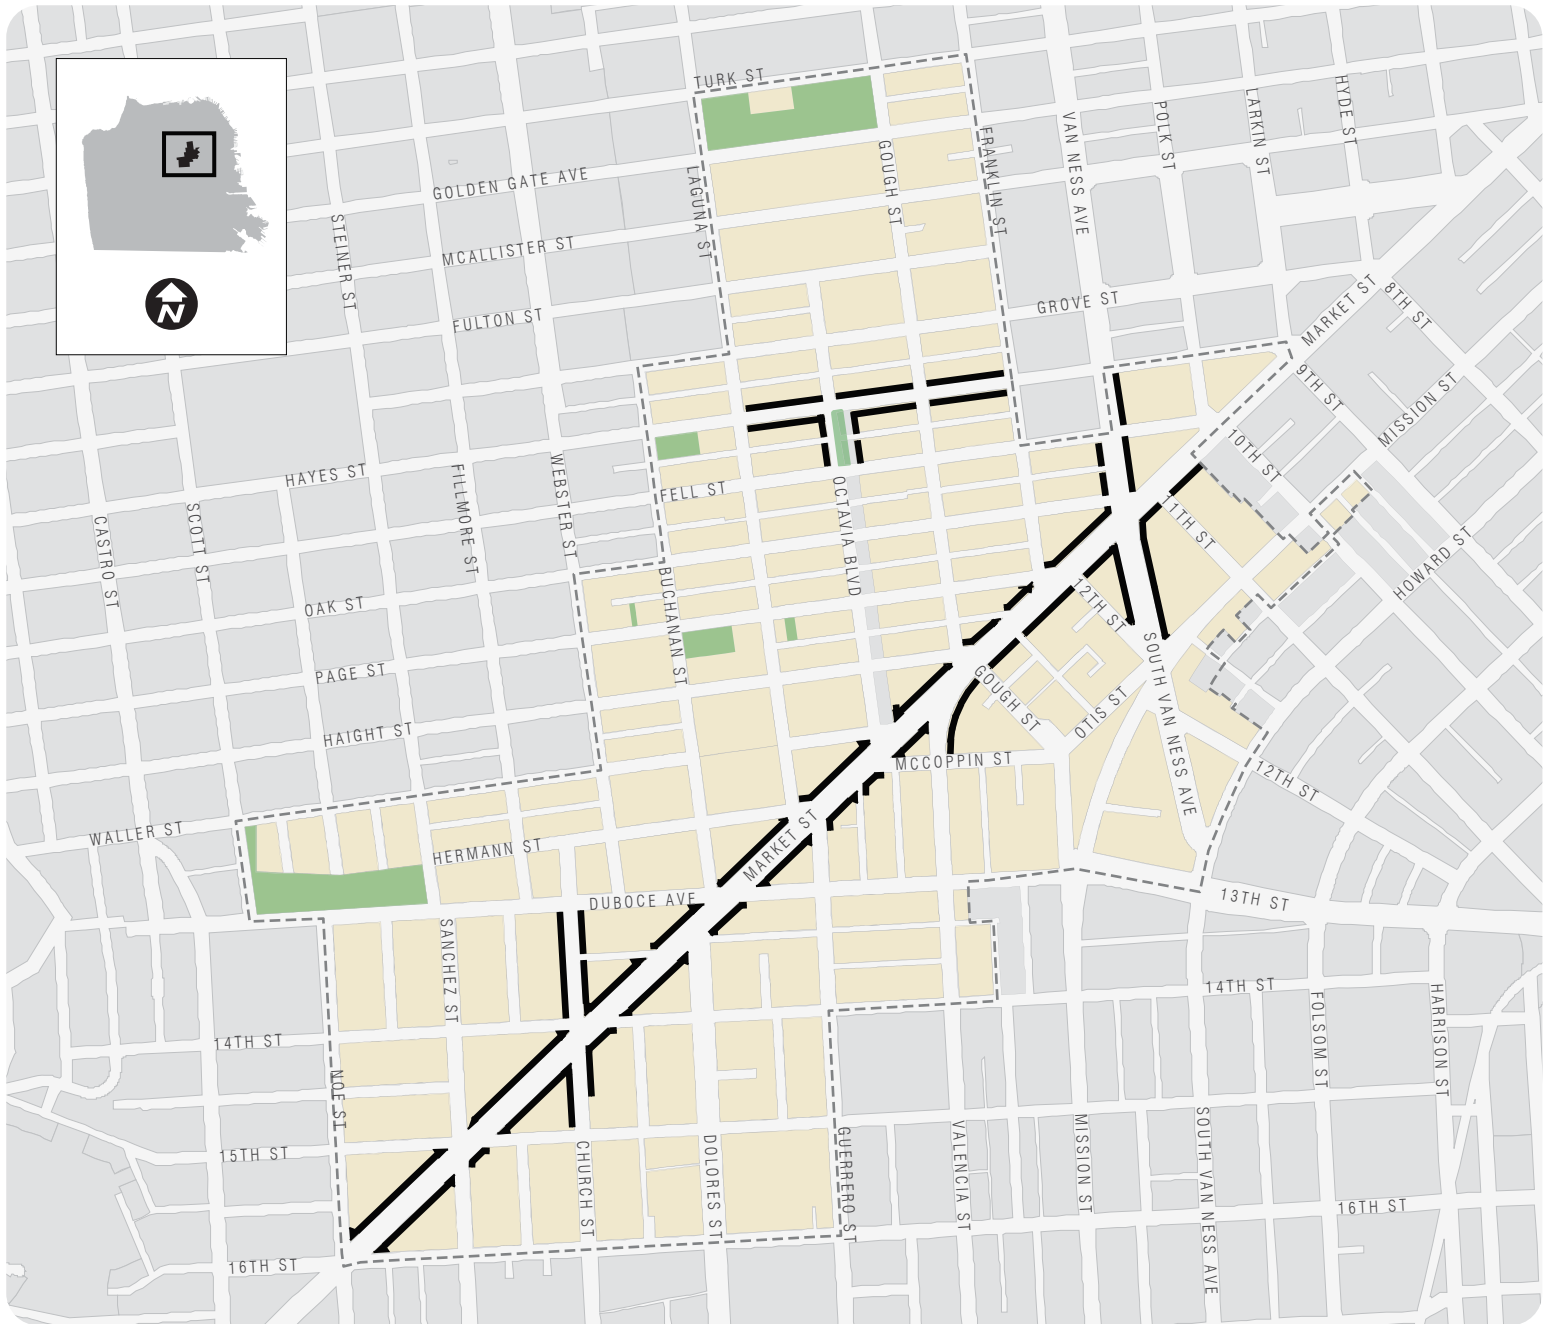 TURK ST
HYDE ST
LARKIN ST
POLK ST
VAN NESS AVE
FRANKLIN ST
GOUGH ST
LAGUNA ST
GOLDEN GATE AVE
STEINER ST
MCALLISTER ST
FULTON ST
GROVE ST
MARKET ST
8TH ST
9TH ST
MISSION ST
10TH ST
N
HAYES ST
FELL ST
FILLMORE ST
WEBSTER ST
SCOTT ST
CASTRO ST
OCTAVIA BLVD
11TH ST
HOWARD ST
OAK ST
BUCHANAN ST
12TH ST
PAGE ST
SOUTH VAN NESS AVE
GOUGH ST
OTIS ST
HAIGHT ST
MCCOPPIN ST
12TH ST
WALLER ST
HERMANN ST
MARKET ST
DUBOCE AVE
13TH ST
SANCHEZ ST
14TH ST
FOLSOM ST
HARRISON ST
14TH ST
NOE ST
15TH ST
CHURCH ST
DOLORES ST
GUERRERO ST
VALENCIA ST
MISSION ST
SOUTH VAN NESS AVE
16TH ST
16TH ST